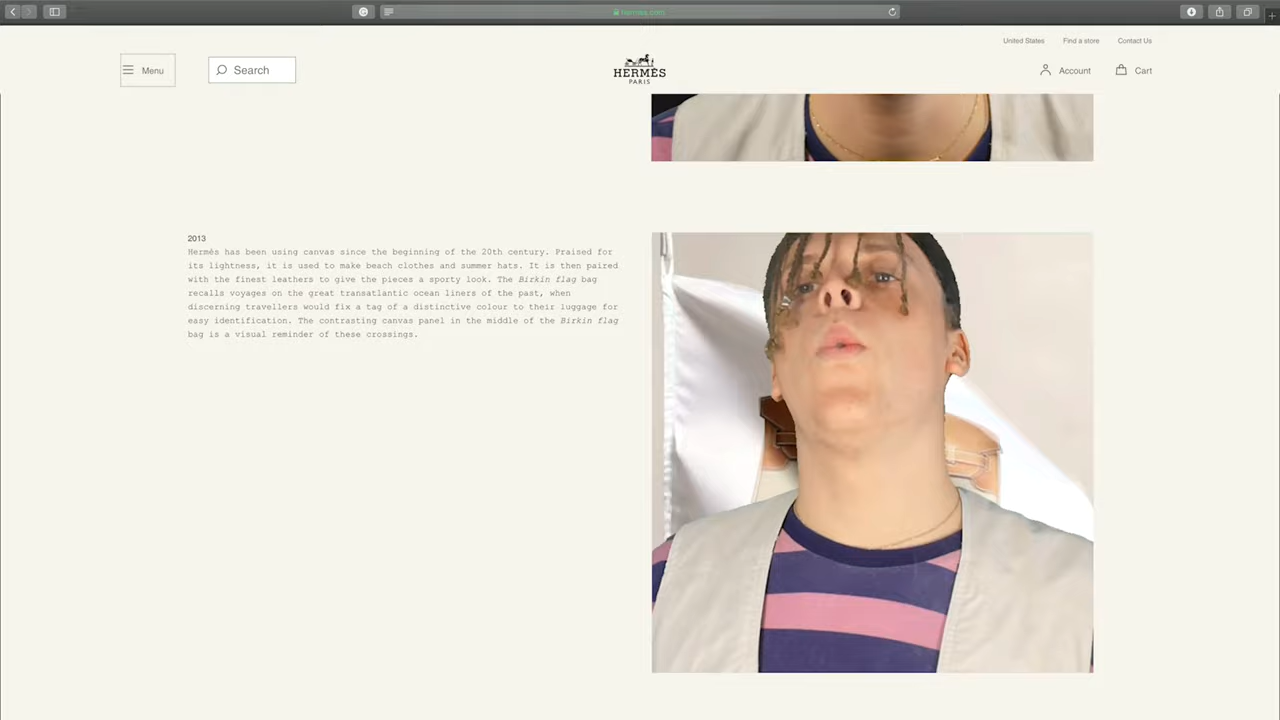 hermes.com
United States Find a store Contact Us
Menu
Search
HERMÈS
PARIS
Account
Cart
2013
Hermès has been using canvas since the beginning of the 20th century. Praised for
its lightness, it is used to make beach clothes and summer hats. It is then paired
with the finest leathers to give the pieces a sporty look. The Birkin flag bag
recalls voyages on the great transatlantic ocean liners of the past, when
discerning travellers would fix a tag of a distinctive colour to their luggage for
easy identification. The contrasting canvas panel in the middle of the Birkin flag
bag is a visual reminder of these crossings.